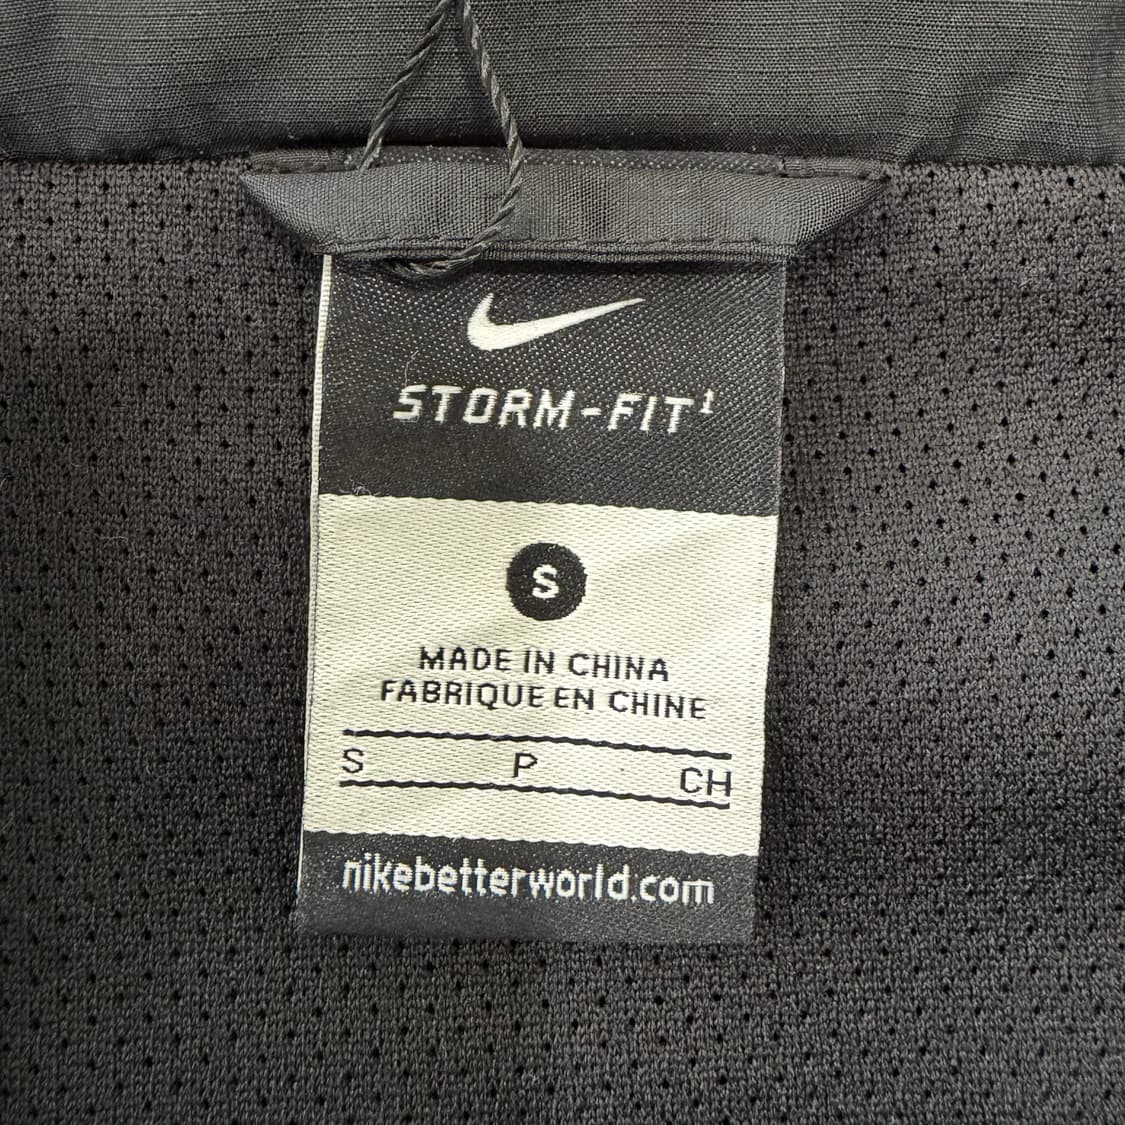 STORM-FIT¹
S
MADE IN CHINA
FABRIQUE EN CHINE
S P CH
nikebetterworld.com